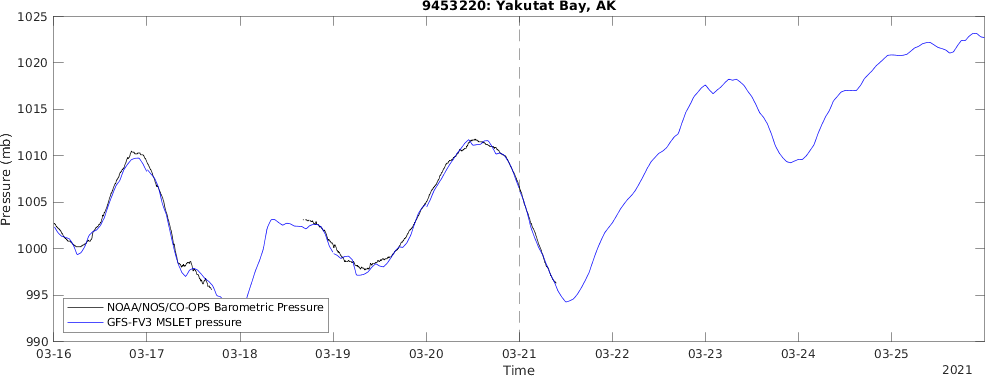 9453220: Yakutat Bay, AK
Pressure (mb)
1025
1020
1015
1010
1005
1000
995
990
NOAA/NOS/CO-OPS Barometric Pressure
GFS-FV3 MSLET pressure
03-16 03-17 03-18 03-19 03-20 03-21 03-22 03-23 03-24 03-25
Time
2021